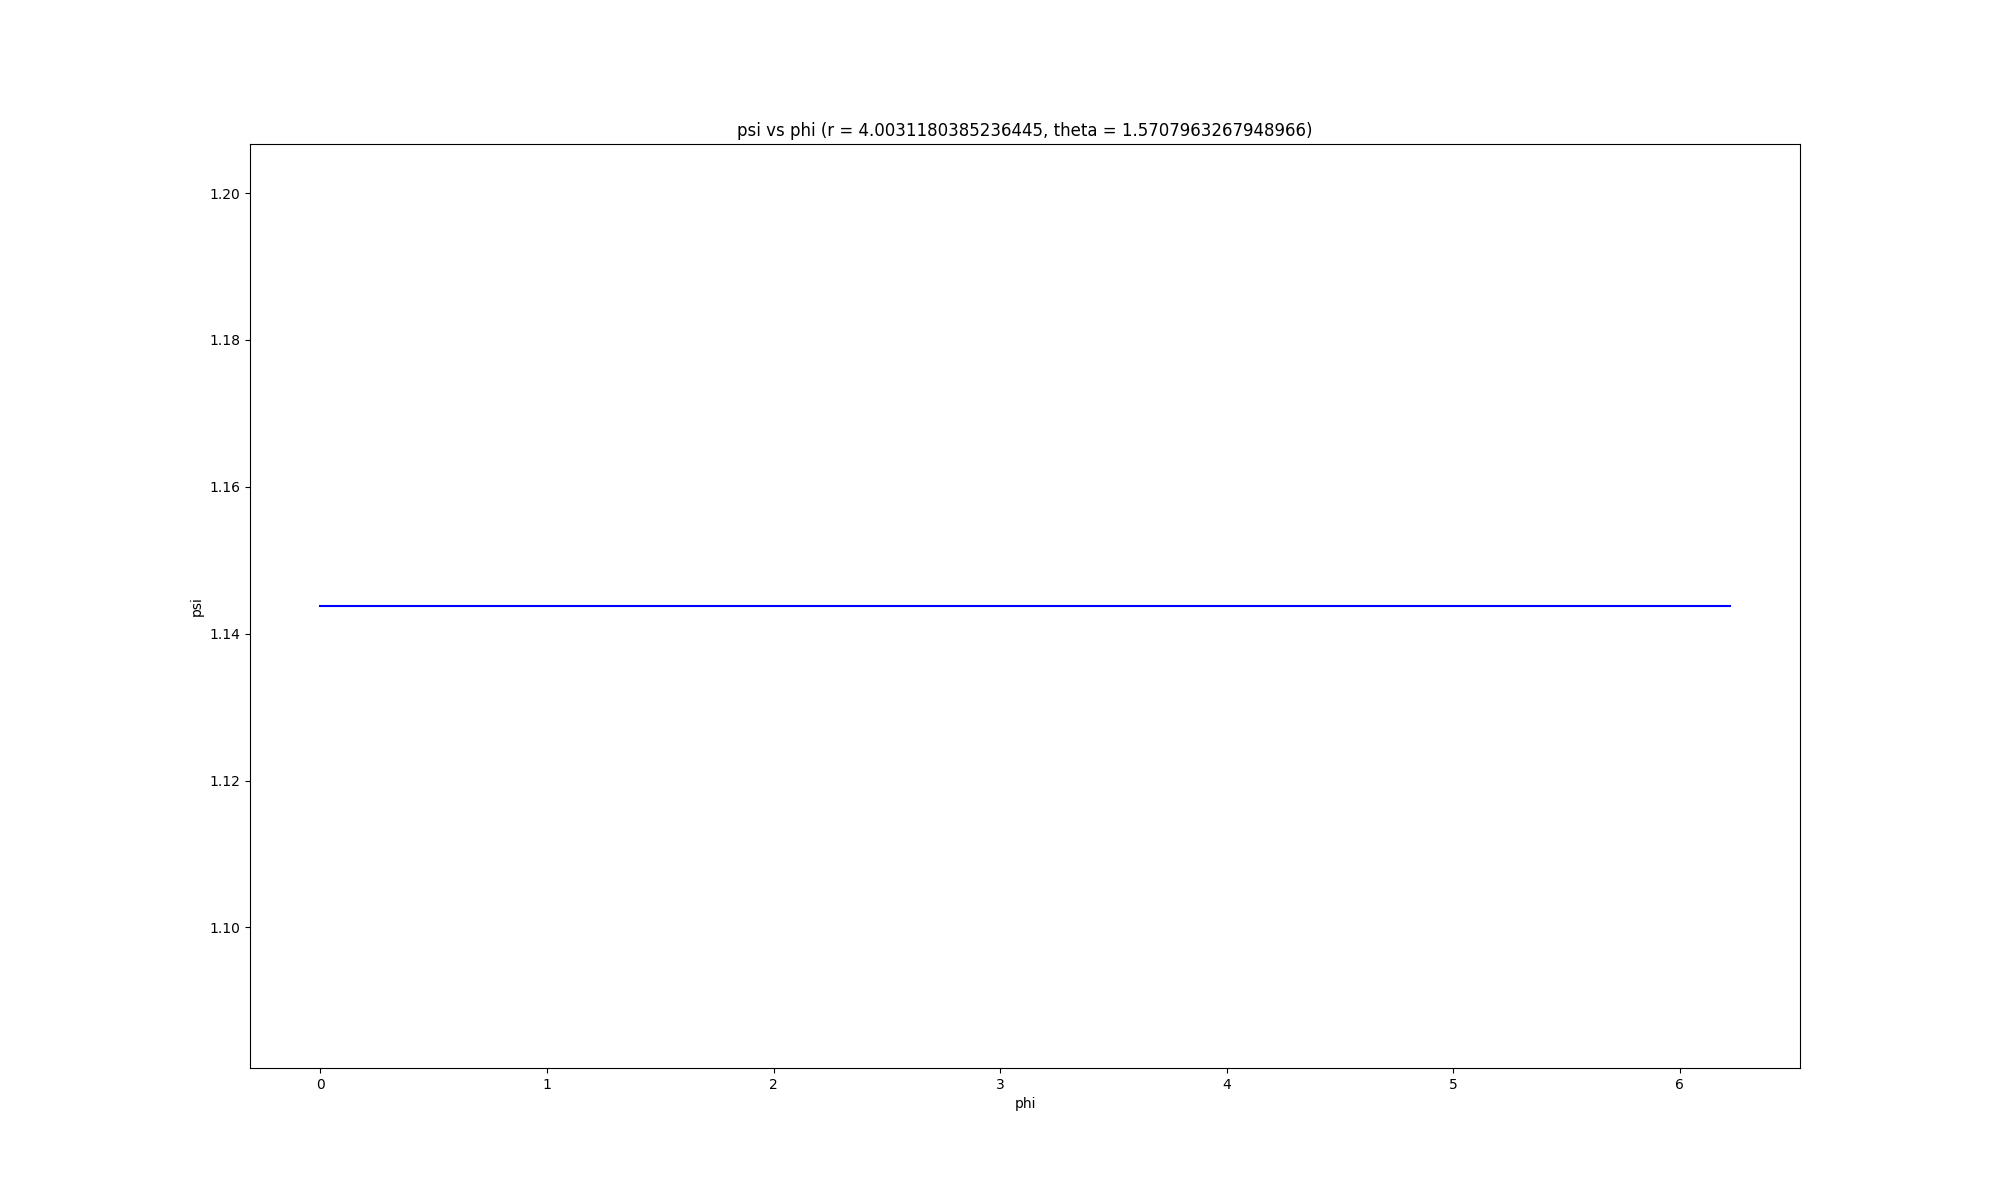 psi vs phi (r = 4.0031180385236445, theta = 1.5707963267948966)
1.20
1.18
1.16
1.14
1.12
1.10
psi
0 1 2 3 4 5 6
phi